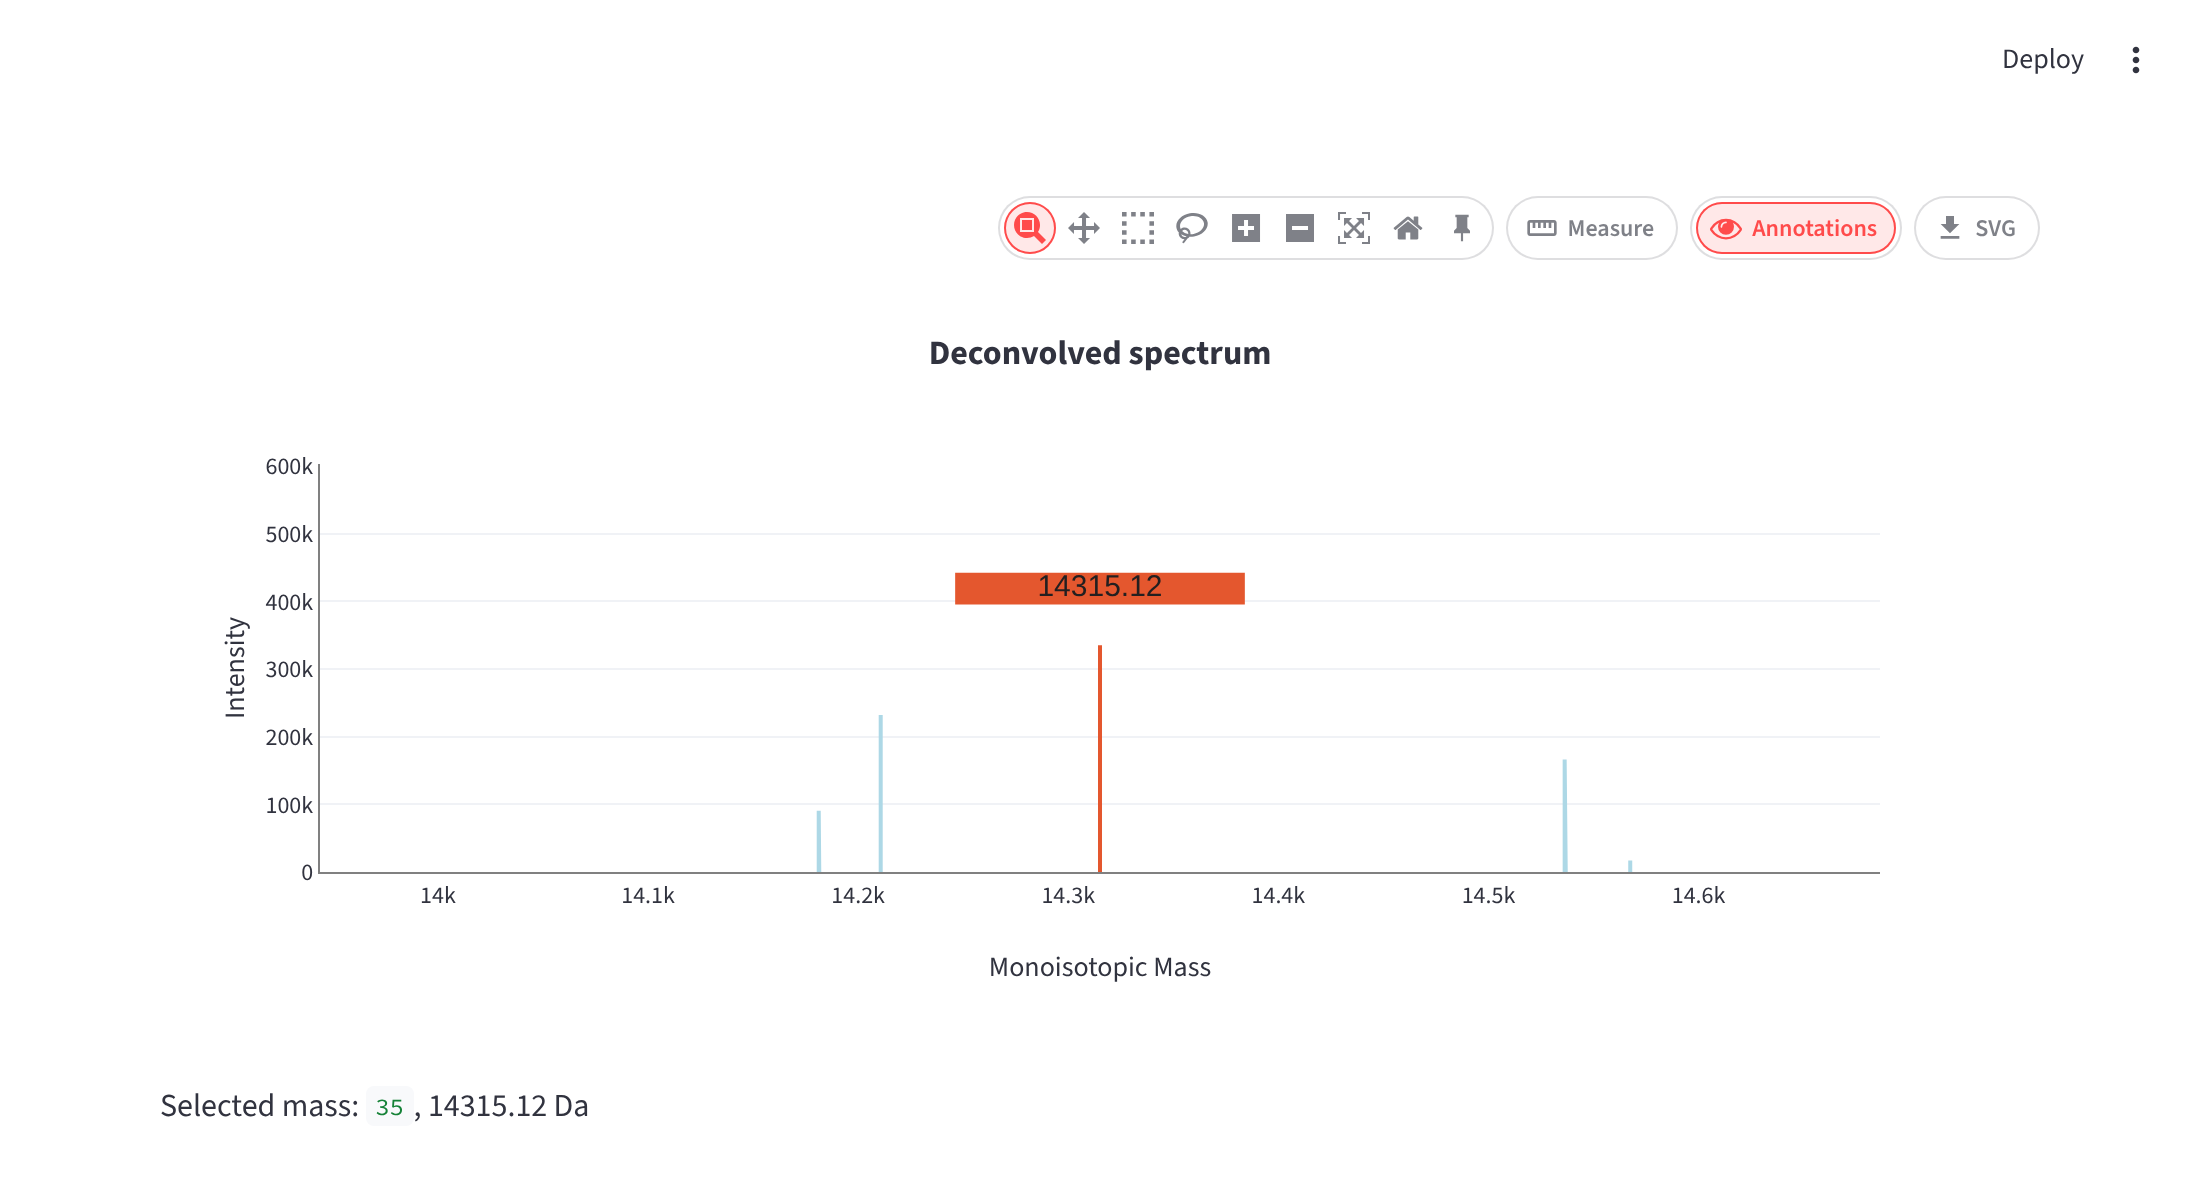 Deploy
Measure
Annotations
SVG
Deconvolved spectrum
600k
500k
400k
300k
200k
100k
0
Intensity
14315.12
14k
14.1k
14.2k
14.3k
14.4k
14.5k
14.6k
Monoisotopic Mass
Selected mass: 35, 14315.12 Da